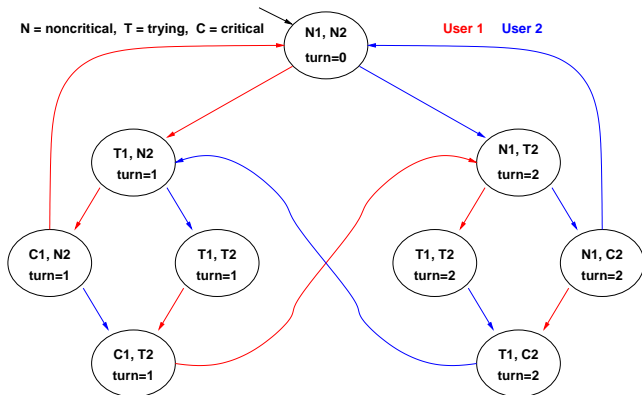 N = noncritical, T = trying, C = critical
User 1 User 2
N1, N2
turn=0
T1, N2
turn=1
N1, T2
turn=2
C1, N2
turn=1
T1, T2
turn=1
T1, T2
turn=2
N1, C2
turn=2
C1, T2
turn=1
T1, C2
turn=2